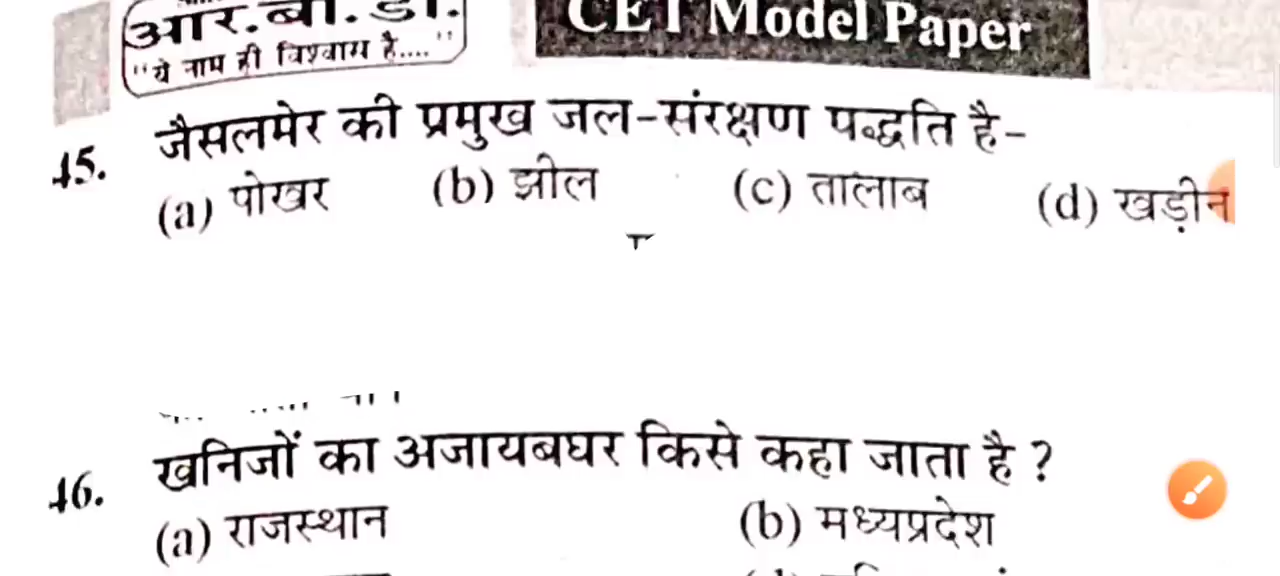 आर.बी.डी.
"ये नाम ही विश्वास है...."
CET Model Paper
45. जैसलमेर की प्रमुख जल-संरक्षण पद्धति है-
(a) पोखर (b) झील (c) तालाब (d) खड़ीन
46. खनिजों का अजायबघर किसे कहा जाता है ?
(a) राजस्थान (b) मध्यप्रदेश